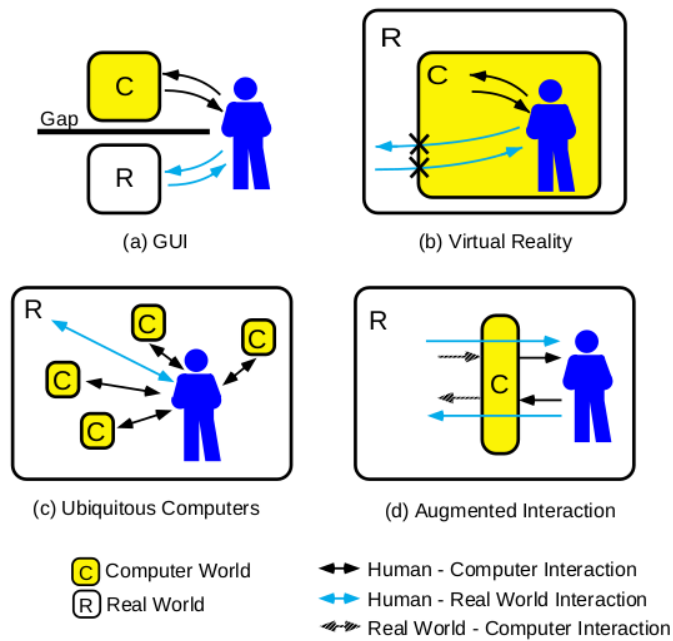 C
Gap
R
(a) GUI
R
C
(b) Virtual Reality
R
C
C
C
C
(c) Ubiquitous Computers
R
C
(d) Augmented Interaction
C Computer World
R Real World
Human - Computer Interaction
Human - Real World Interaction
Real World - Computer Interaction